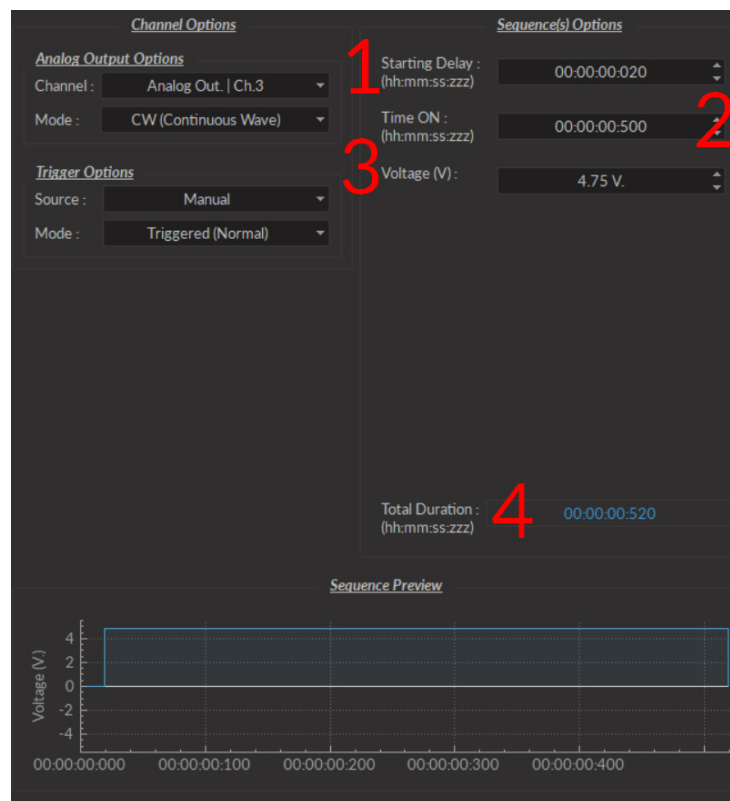 Channel Options
Analog Output Options
Channel : Analog Out. | Ch.3
Mode : CW (Continuous Wave)
Trigger Options
Source : Manual
Mode : Triggered (Normal)
Sequence(s) Options
1
Starting Delay : 00:00:00:020
(hh:mm:ss:zzz)
2
Time ON : 00:00:00:500
(hh:mm:ss:zzz)
3
Voltage (V) : 4.75 V.
4
Total Duration : 00:00:00:520
(hh:mm:ss:zzz)
Sequence Preview
Voltage (V.)
4
2
0
-2
-4
00:00:00:000 00:00:00:100 00:00:00:200 00:00:00:300 00:00:00:400